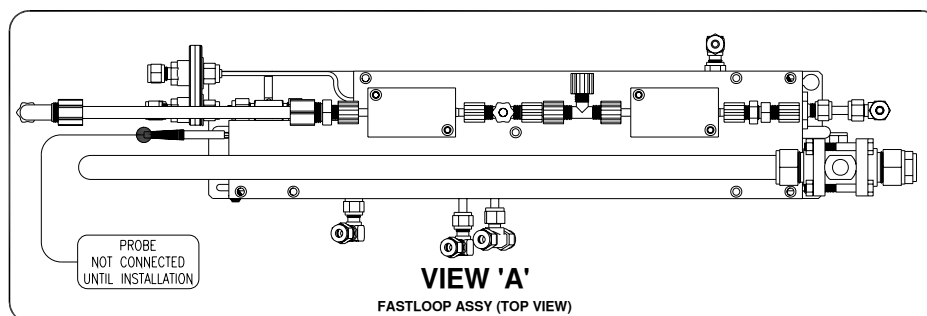 PROBE
NOT CONNECTED
UNTIL INSTALLATION
VIEW 'A'
FASTLOOP ASSY (TOP VIEW)